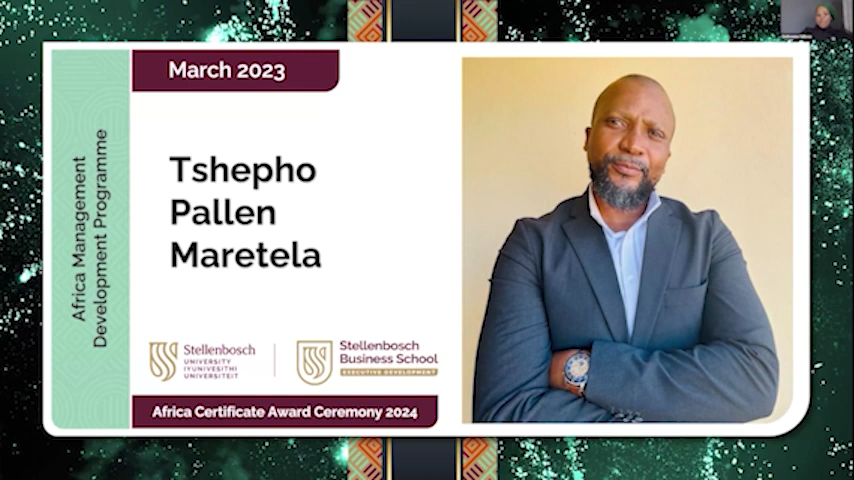 March 2023
Africa Management
Development Programme
Tshepho
Pallen
Maretela
Stellenbosch
UNIVERSITY
IYUNIVESITHI
UNIVERSITEIT
Stellenbosch
Business School
EXECUTIVE DEVELOPMENT
Africa Certificate Award Ceremony 2024